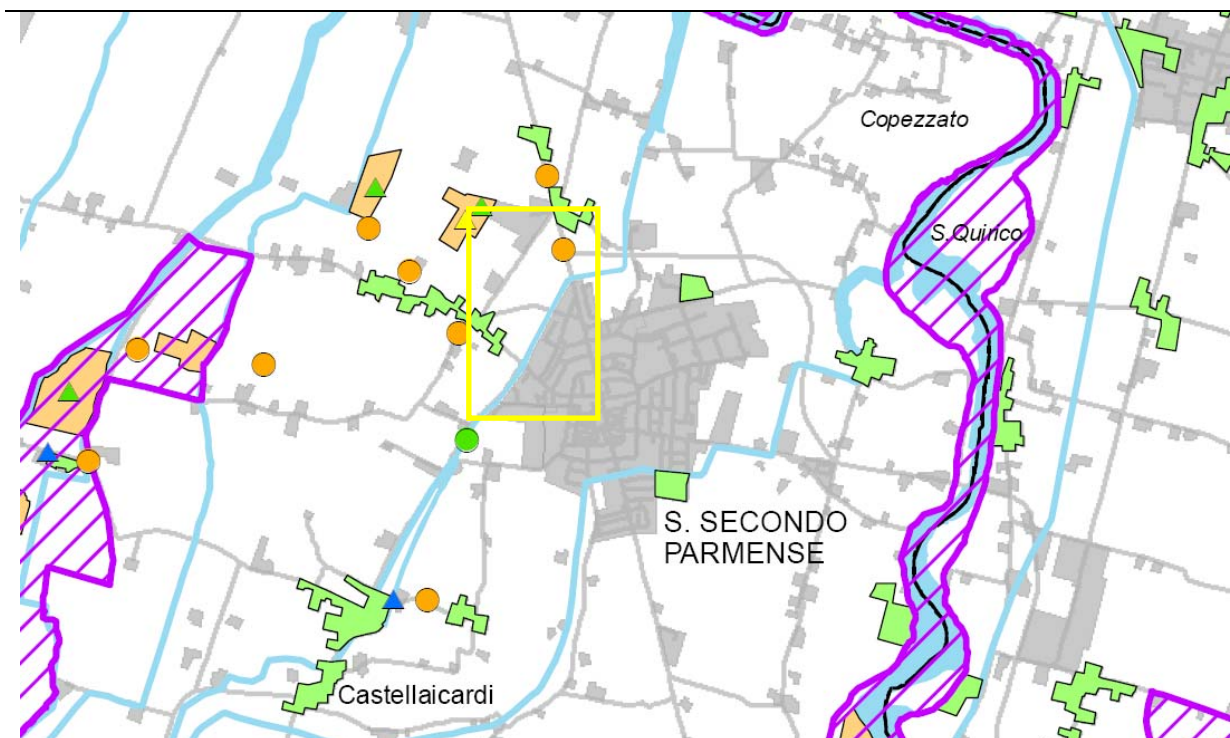 Copezzato
S.Quirico
S. SECONDO
PARMENSE
Castellaicardi